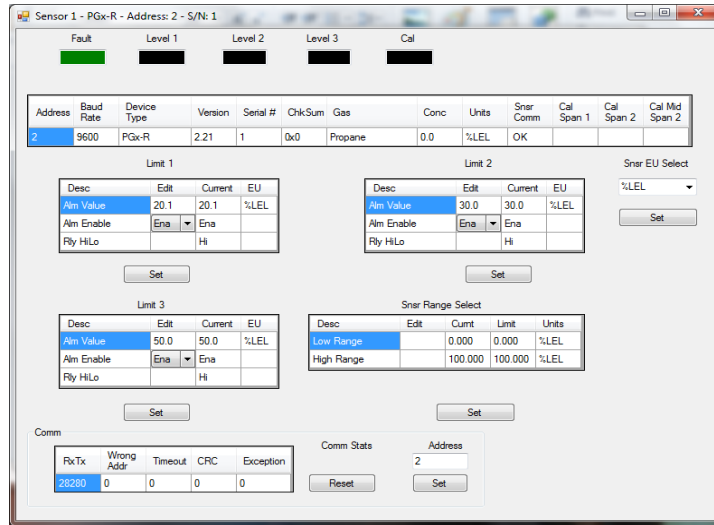 Sensor 1 - PGx-R - Address: 2 - S/N: 1
Fault Level 1 Level 2 Level 3 Cal
Address Baud Rate Device Type Version Serial # ChkSum Gas Conc Units Snsr Comm Cal Span 1 Cal Span 2 Cal Mid Span 2
2 9600 PGx-R 2.21 1 0x0 Propane 0.0 %LEL OK
Limit 1
Desc Edit Current EU
Alm Value 20.1 20.1 %LEL
Alm Enable Ena Ena
Rly HiLo Hi
Set
Limit 2
Desc Edit Current EU
Alm Value 30.0 30.0 %LEL
Alm Enable Ena Ena
Rly HiLo Hi
Set
Snsr EU Select
%LEL
Set
Limit 3
Desc Edit Current EU
Alm Value 50.0 50.0 %LEL
Alm Enable Ena Ena
Rly HiLo Hi
Set
Snsr Range Select
Desc Edit Curnt Limit Units
Low Range 0.000 0.000 %LEL
High Range 100.000 100.000 %LEL
Set
Comm
RxTx Wrong Addr Timeout CRC Exception
28280 0 0 0 0
Comm Stats
Reset
Address
2
Set